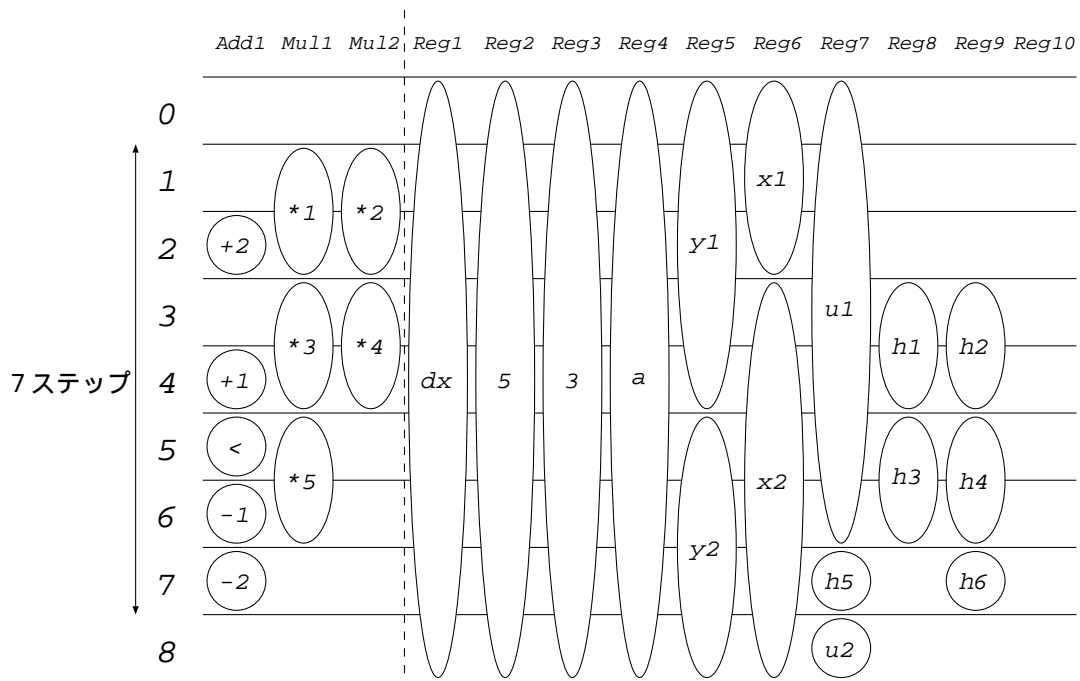 Add1 Mul1 Mul2 Reg1 Reg2 Reg3 Reg4 Reg5 Reg6 Reg7 Reg8 Reg9 Reg10
0
1 *1 *2 x1
2 +2 y1
3 *3 *4 u1
7ステップ 4 +1 dx 5 3 a h1 h2
5 <
6 -1 *5 x2 h3 h4
7 -2 y2 h5 h6
8 u2